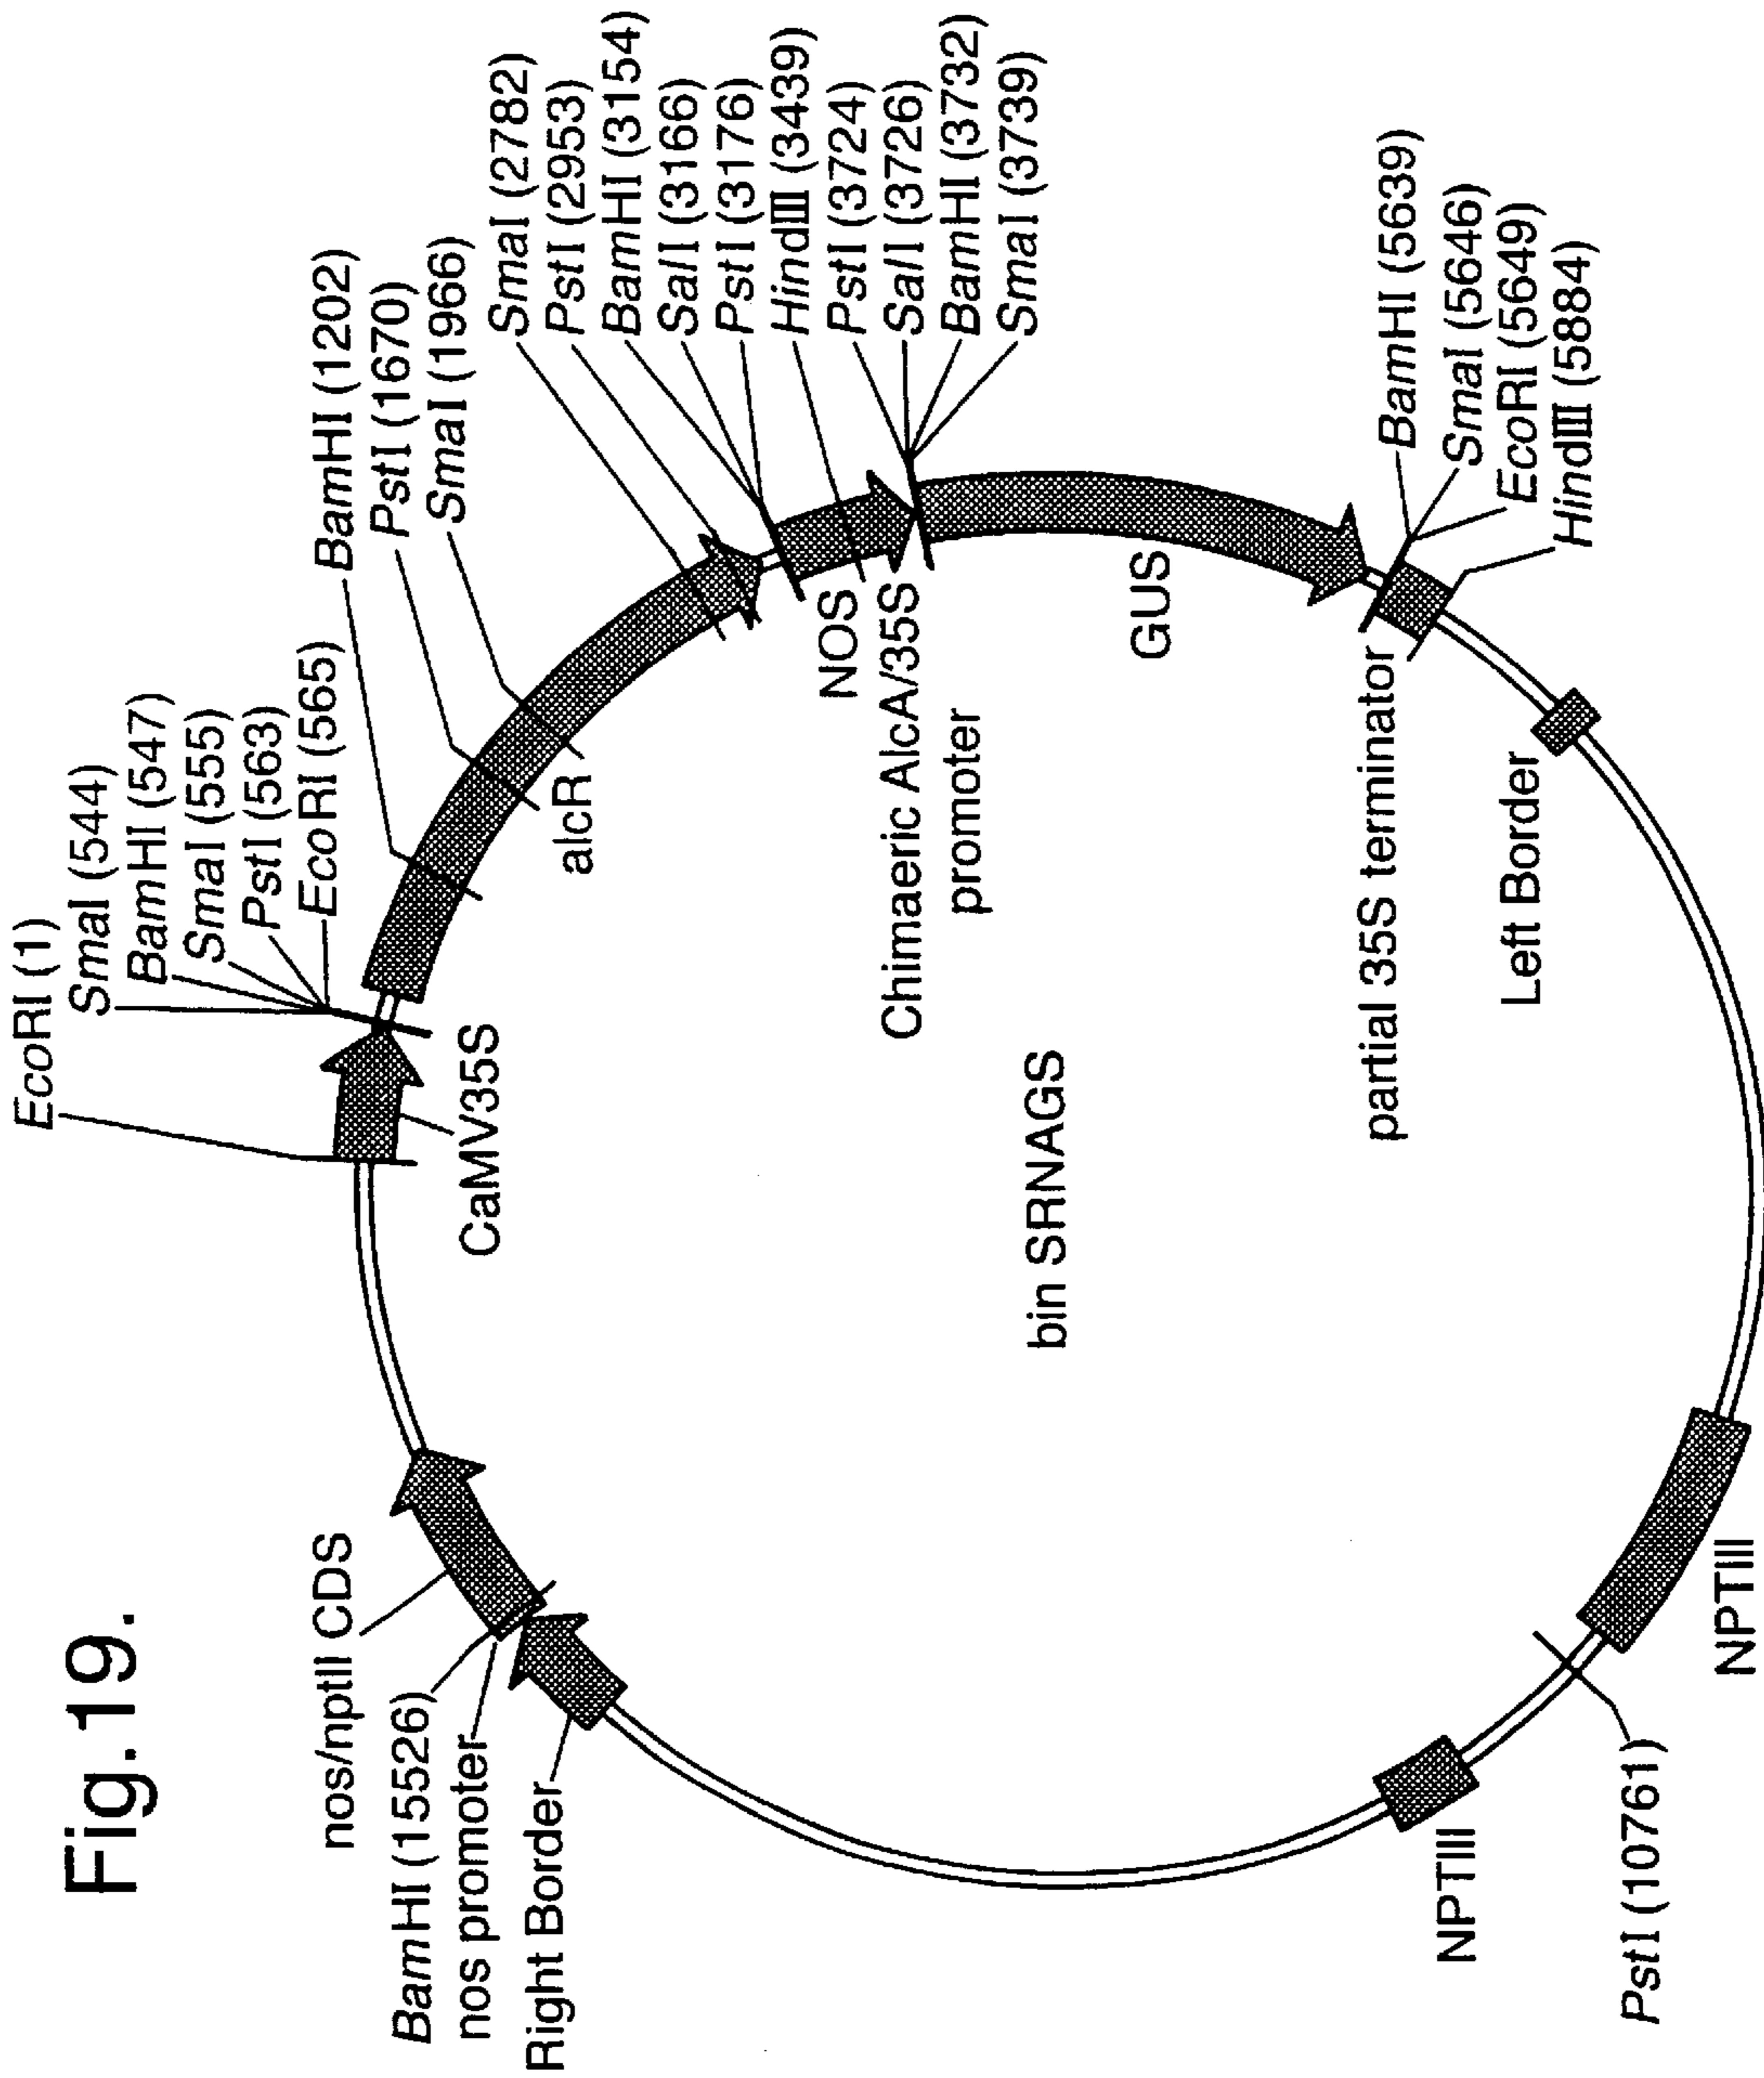 Fig.19.
EcoRI (1)
SmaI (544)
BamHI (547)
SmaI (555)
PstI (563)
EcoRI (565)
BamHI (1202)
PstI (1670)
SmaI (1966)
SmaI (2782)
PstI (2953)
BamHI (3154)
SalI (3166)
PstI (3176)
HindIII (3439)
PstI (3724)
SalI (3726)
BamHI (3732)
SmaI (3739)
BamHI (5639)
SmaI (5646)
EcoRI (5649)
HindIII (5884)
nos/nptII CDS
BamHI (15526)
nos promoter
Right Border
CaMV35S
alcR
NOS
Chimaeric AlcA/35S
promoter
GUS
bin SRNAGS
partial 35S terminator
Left Border
NPTIII
PstI (10761)
NPTIII